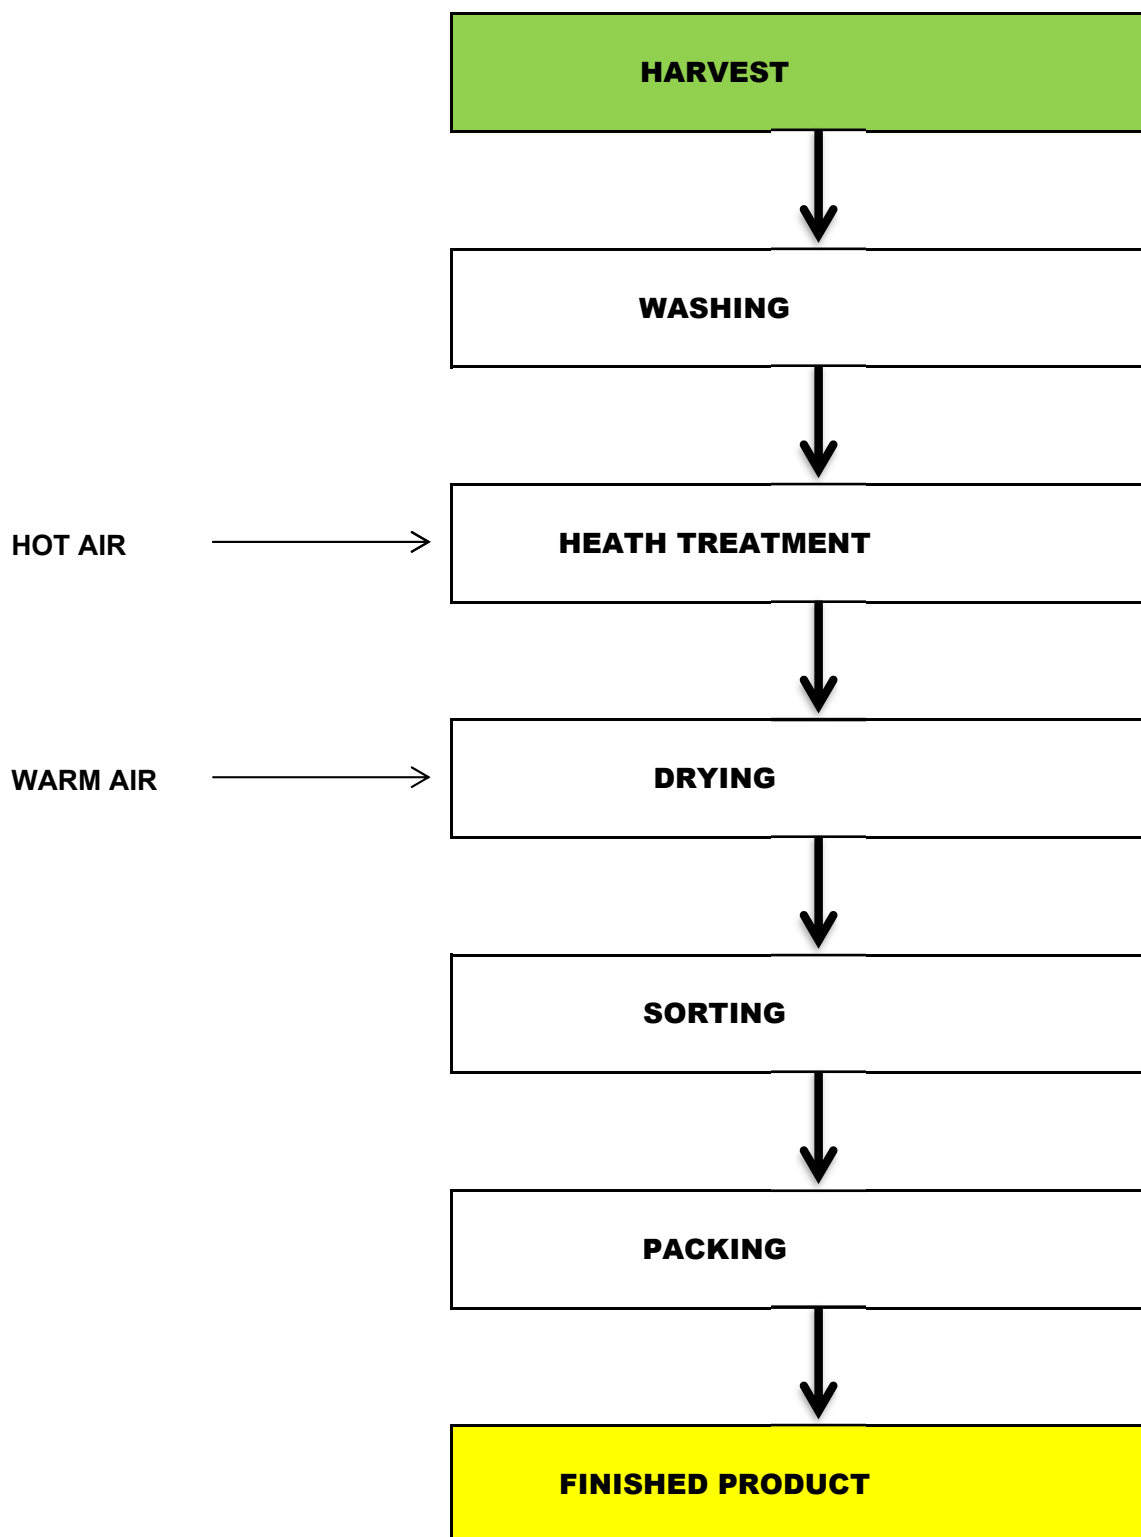 HARVEST
WASHING
HOT AIR
HEATH TREATMENT
WARM AIR
DRYING
SORTING
PACKING
FINISHED PRODUCT